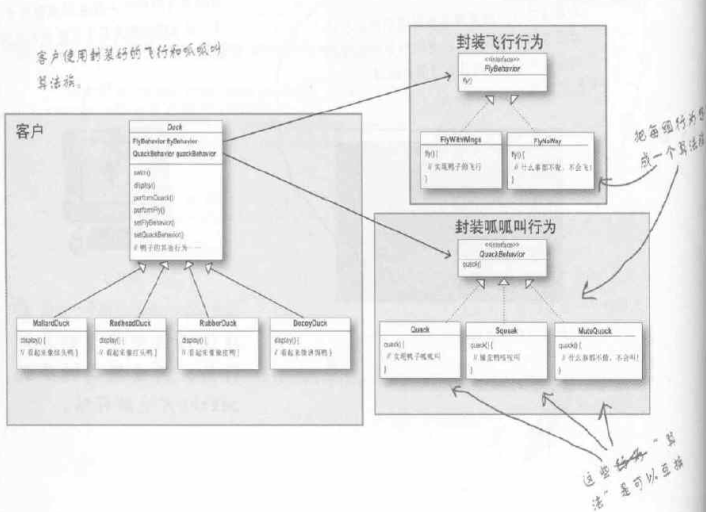 客户使用封装好的飞行和呱呱叫
算法族。
封装飞行行为
<<interface>>
FlyBehavior
fly()
FlyWithWings
fly() {
// 实现鸭子的飞行
}
FlyNoWay
fly() {
// 什么事都不做,不会飞!
}
把每组行为想
成一个算法族
客户
Duck
FlyBehavior flyBehavior
QuackBehavior quackBehavior
swim()
display()
performQuack()
performFly()
setFlyBehavior()
setQuackBehavior()
// 鸭子的其他行为……
MallardDuck
display() {
// 看起来像绿头鸭 }
RedheadDuck
display() {
// 看起来像红头鸭 }
RubberDuck
display() {
// 看起来像橡皮鸭 }
DecoyDuck
display() {
// 看起来像诱饵鸭 }
封装呱呱叫行为
<<interface>>
QuackBehavior
quack()
Quack
quack() {
// 实现鸭子呱呱叫
}
Squeak
quack() {
// 橡皮鸭吱吱叫
}
MuteQuack
quack() {
// 什么事都不做,不会叫!
}
这些 “算
法”是可以互换